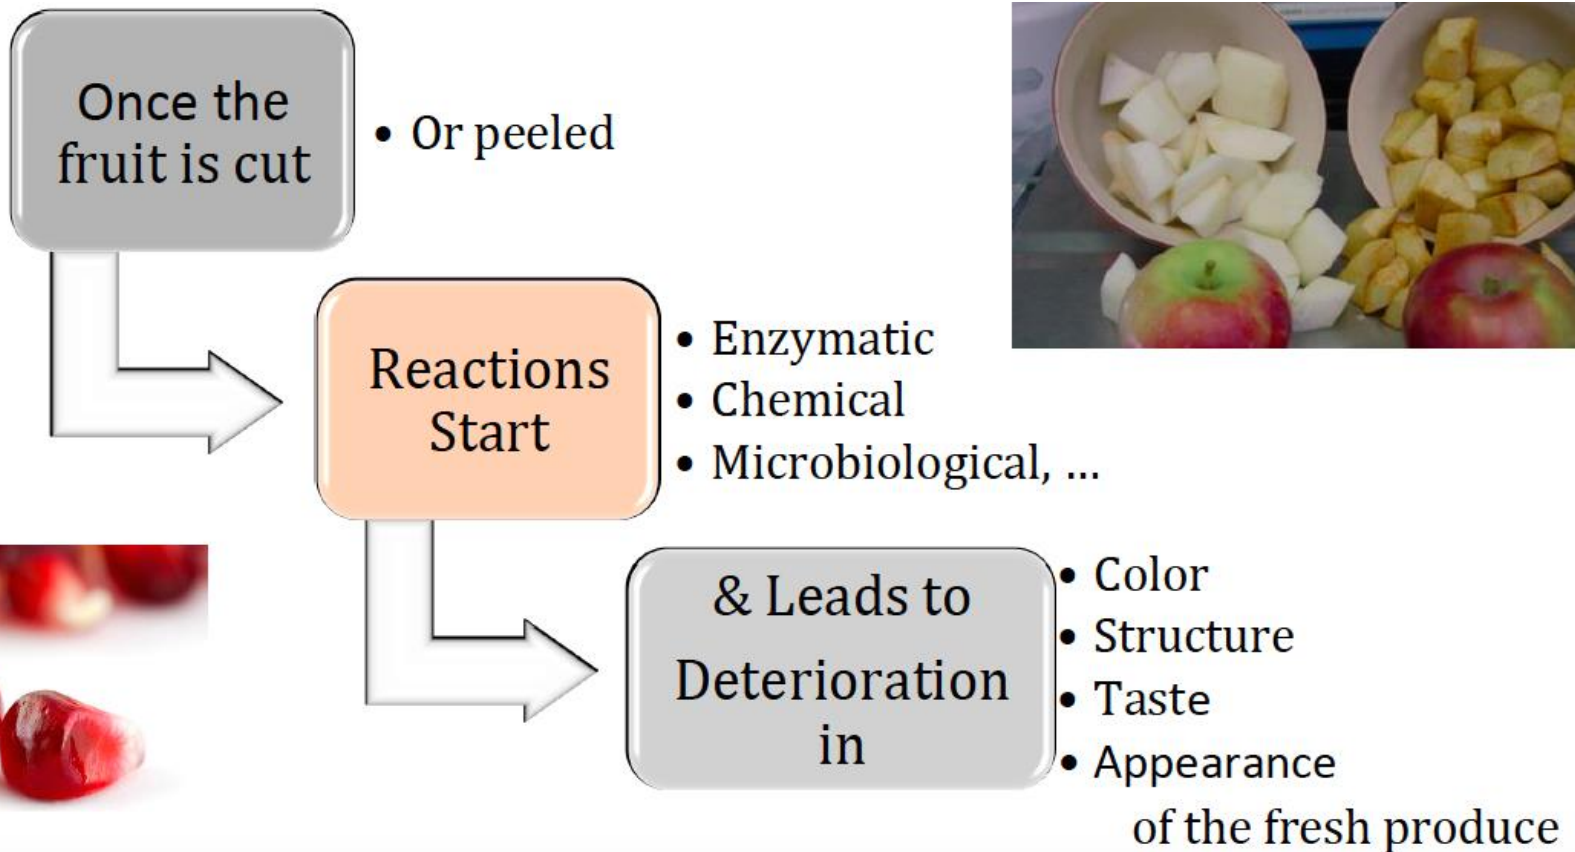 Once the
fruit is cut
• Or peeled
Reactions
Start
• Enzymatic
• Chemical
• Microbiological, ...
& Leads to
Deterioration
in
• Color
• Structure
• Taste
• Appearance
of the fresh produce